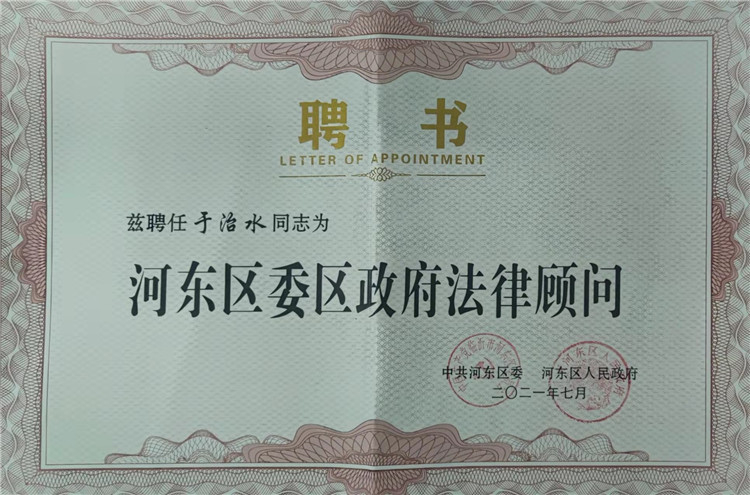 聘 书
LETTER OF APPOINTMENT
兹聘任于治水同志为
河东区委区政府法律顾问
中共河东区委 河东区人民政府
二〇二一年七月